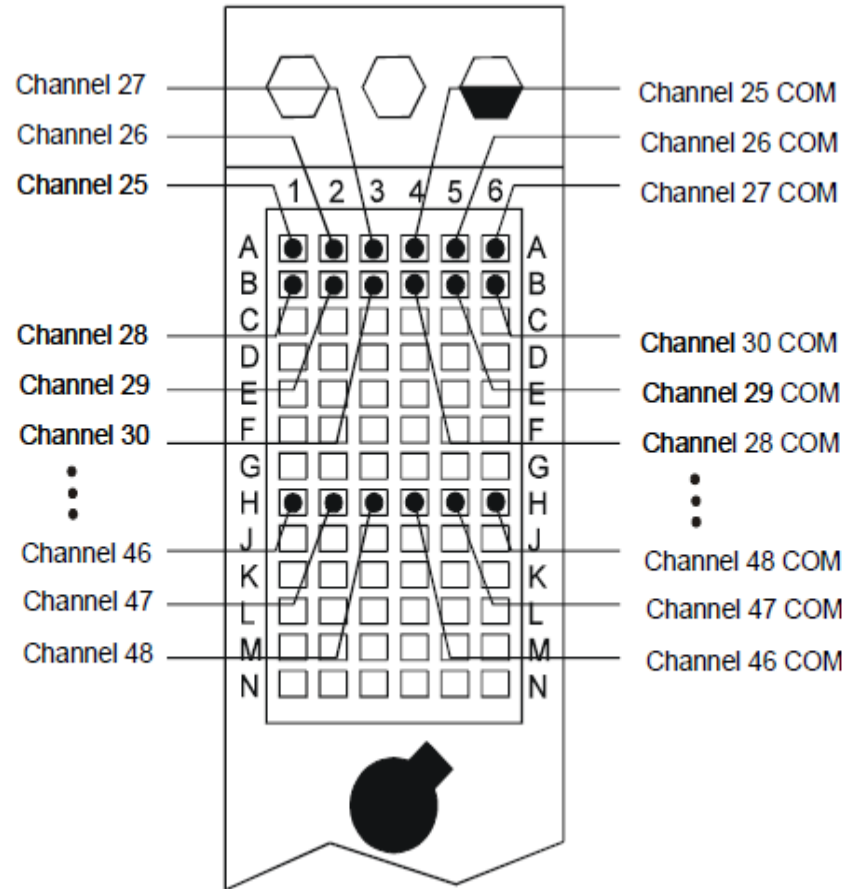 Channel 27
Channel 26
Channel 25
Channel 25 COM
Channel 26 COM
Channel 27 COM
1 2 3 4 5 6
A A
B B
C C
D D
E E
F F
G G
H H
J J
K K
L L
M M
N N
Channel 28
Channel 29
Channel 30
Channel 30 COM
Channel 29 COM
Channel 28 COM
Channel 46
Channel 47
Channel 48
Channel 48 COM
Channel 47 COM
Channel 46 COM